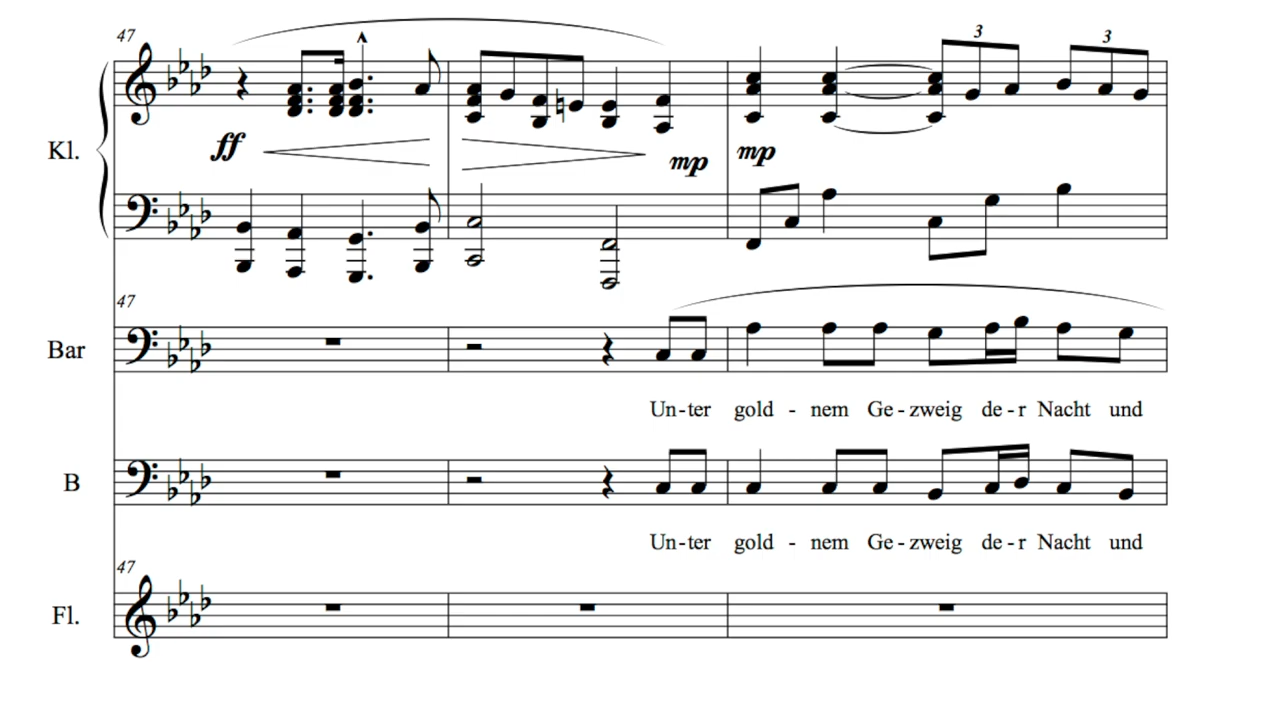 47
3 3
ff
mp mp
Kl.
47
Bar
Un-ter gold - nem Ge-zweig de-r Nacht und
B
Un-ter gold - nem Ge-zweig de-r Nacht und
47
Fl.